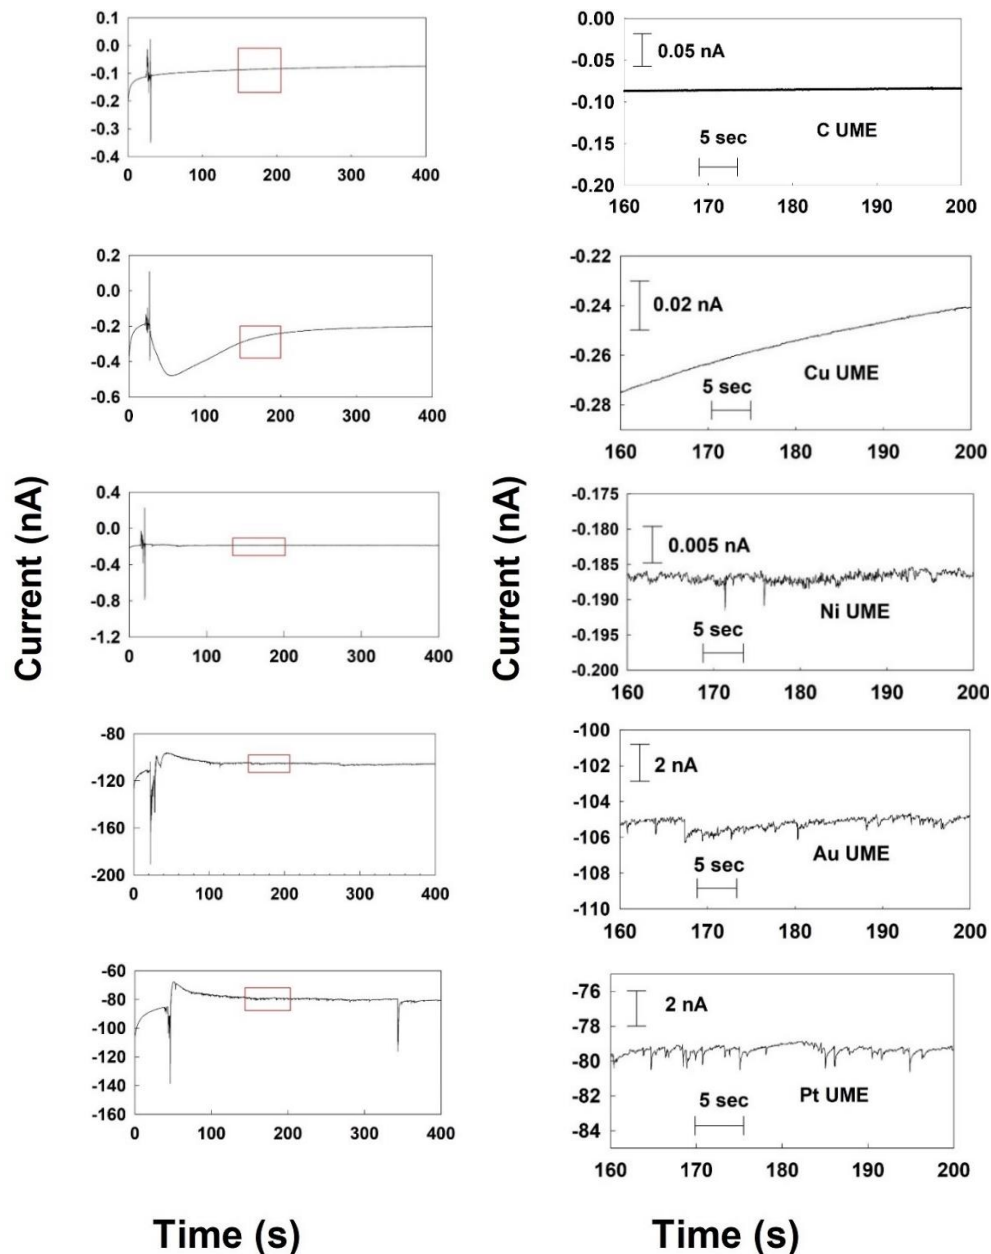 0.1
0.0
-0.1
-0.2
-0.3
-0.4
0 100 200 300 400
0.00
-0.05
-0.10
-0.15
-0.20
0.05 nA
5 sec
C UME
160 170 180 190 200
0.2
0.0
-0.2
-0.4
-0.6
0 100 200 300 400
-0.22
-0.24
-0.26
-0.28
0.02 nA
5 sec
Cu UME
160 170 180 190 200
Current (nA)
0.4
0.0
-0.4
-0.8
-1.2
0 100 200 300 400
Current (nA)
-0.175
-0.180
-0.185
-0.190
-0.195
-0.200
0.005 nA
Ni UME
5 sec
160 170 180 190 200
-80
-120
-160
-200
0 100 200 300 400
-100
-102
-104
-106
-108
-110
2 nA
Au UME
5 sec
160 170 180 190 200
-60
-80
-100
-120
-140
-160
0 100 200 300 400
-76
-78
-80
-82
-84
2 nA
Pt UME
5 sec
160 170 180 190 200
Time (s)
Time (s)